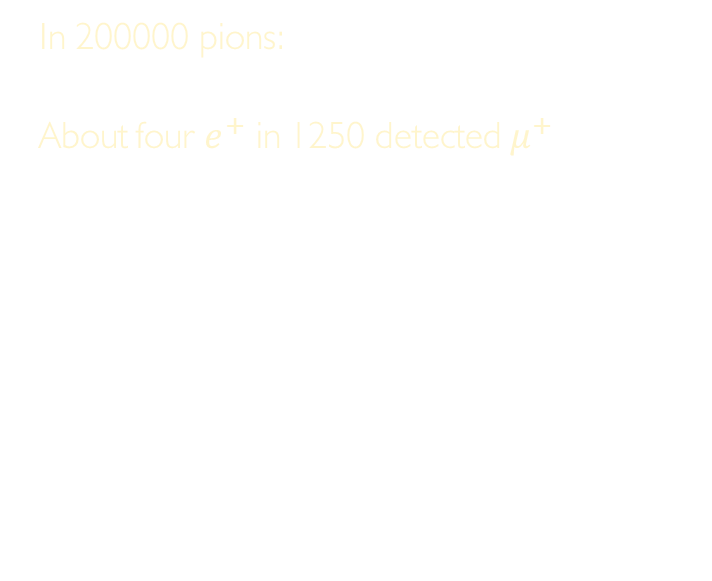 In 200000 pions:
About four e⁺ in 1250 detected μ⁺